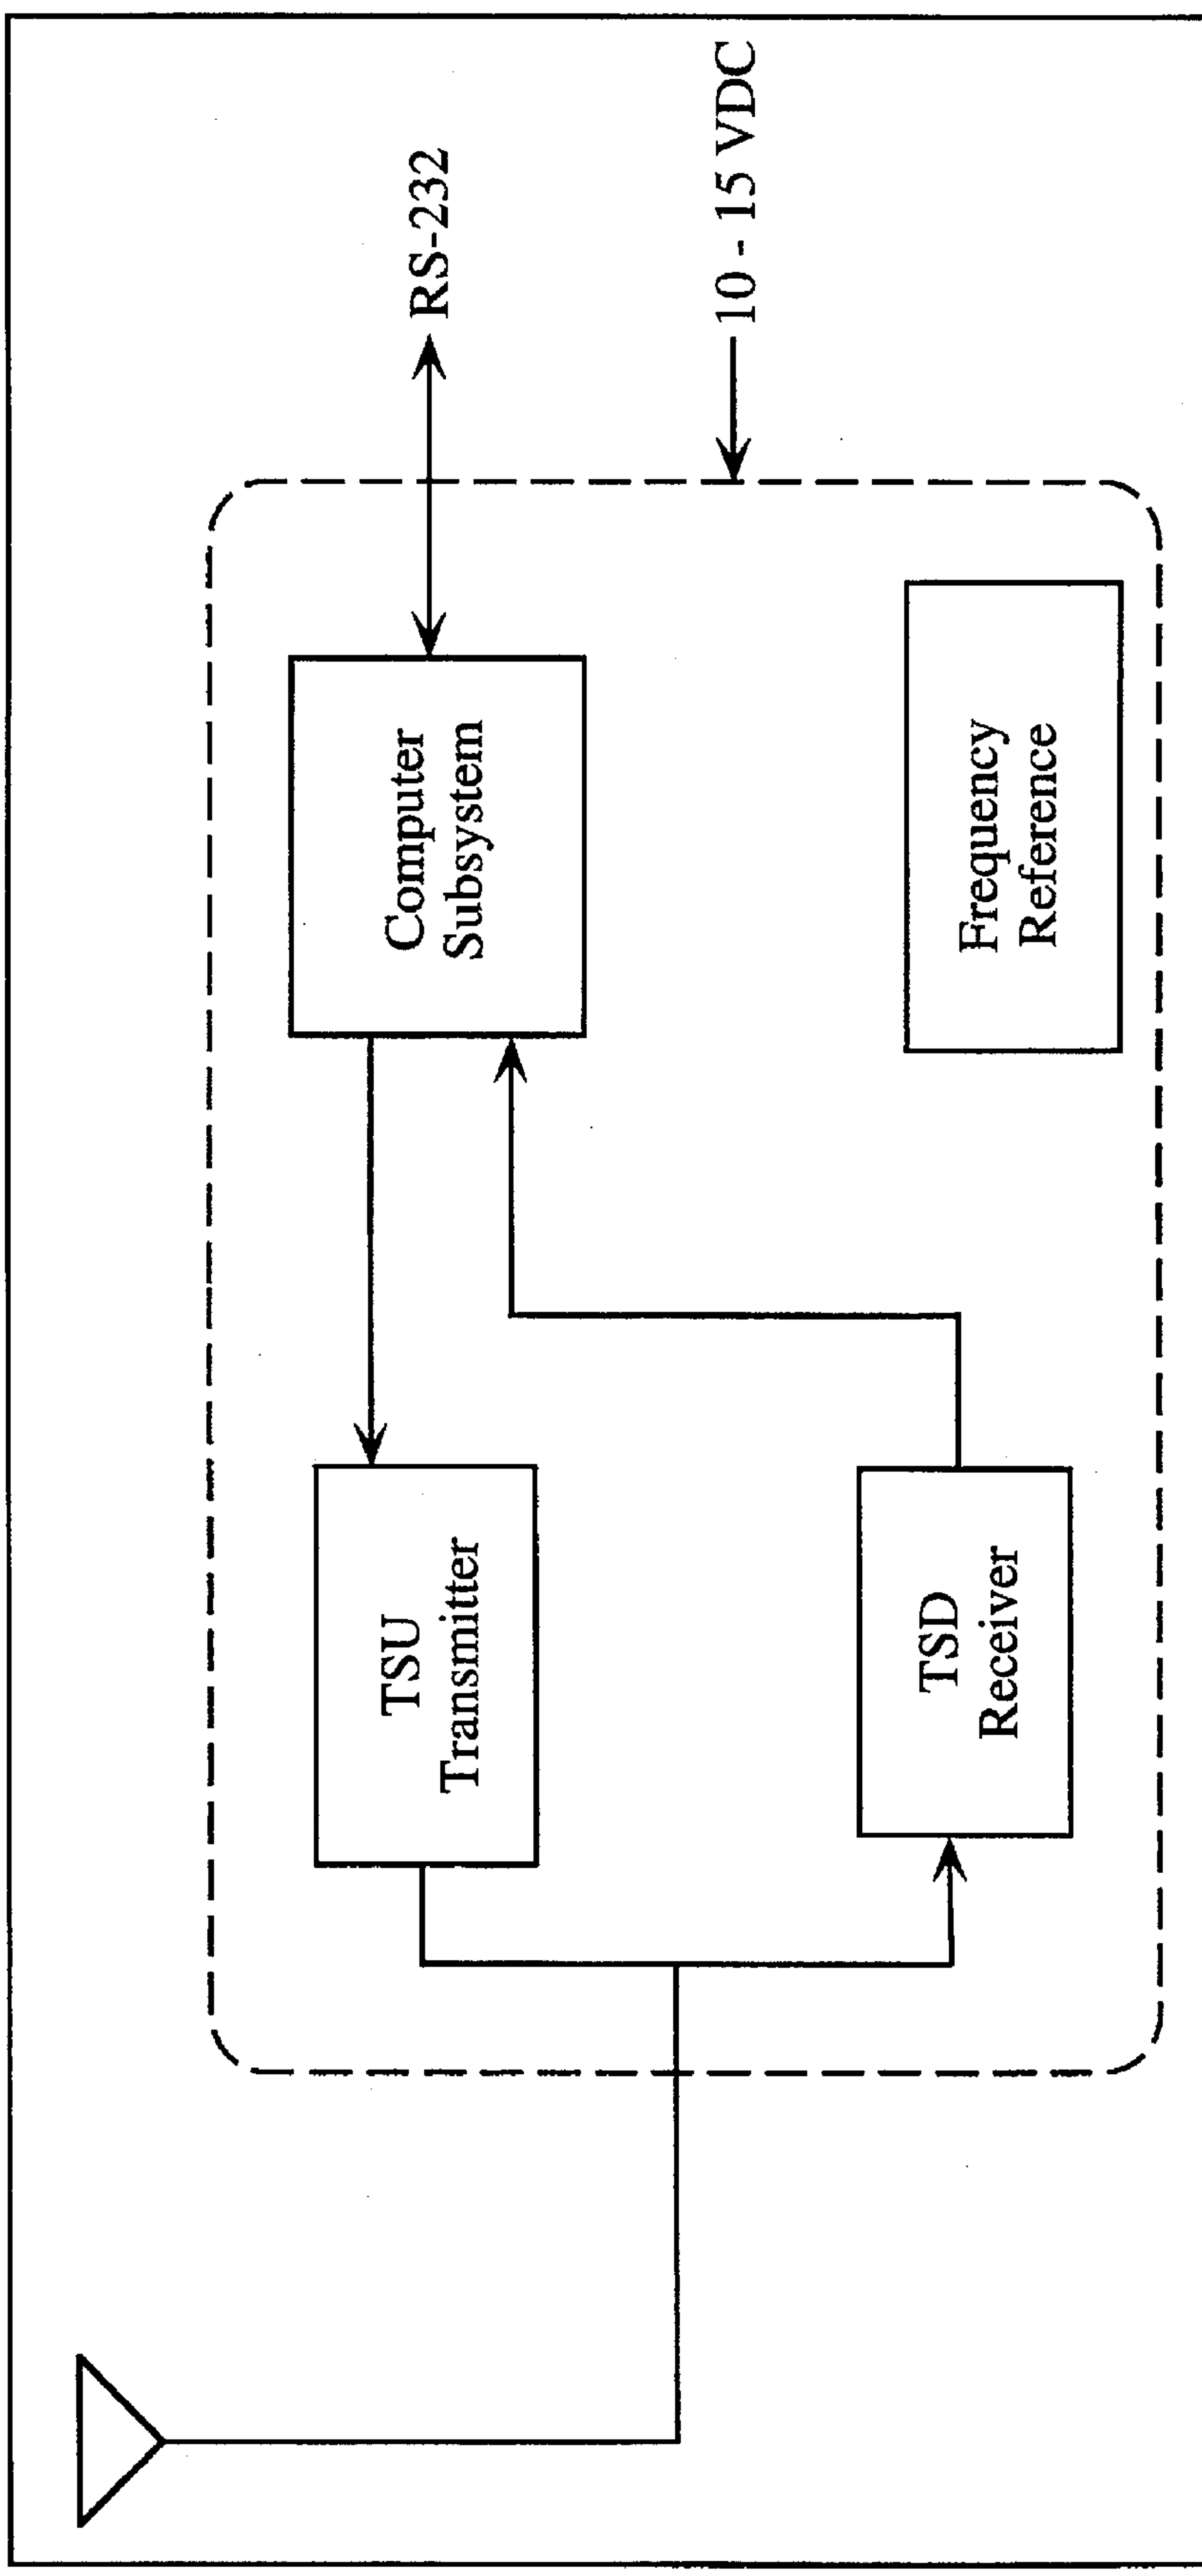 TSU
Transmitter
Computer
Subsystem
RS-232
10 - 15 VDC
TSD
Receiver
Frequency
Reference